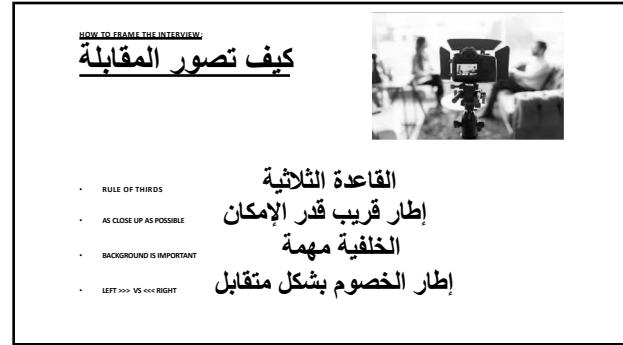 HOW TO FRAME THE INTERVIEW:
كيف تصور المقابلة
• RULE OF THIRDS القاعدة الثلاثية
• AS CLOSE UP AS POSSIBLE إطار قريب قدر الإمكان
• BACKGROUND IS IMPORTANT الخلفية مهمة
• LEFT >>> VS <<< RIGHT إطار الخصوم بشكل متقابل